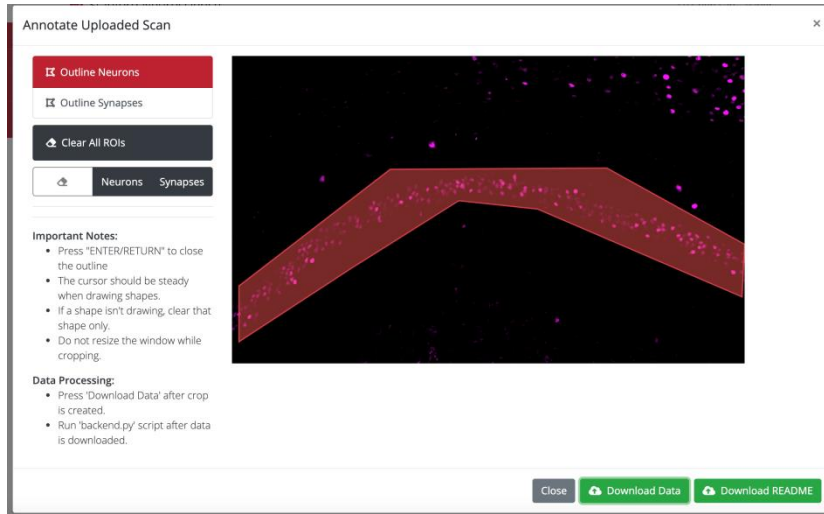 Annotate Uploaded Scan
×
Outline Neurons
Outline Synapses
Clear All ROIs
Neurons Synapses
Important Notes:
• Press "ENTER/RETURN" to close
the outline
• The cursor should be steady
when drawing shapes.
• If a shape isn't drawing, clear that
shape only.
• Do not resize the window while
cropping.
Data Processing:
• Press 'Download Data' after crop
is created.
• Run 'backend.py' script after data
is downloaded.
Close Download Data Download README